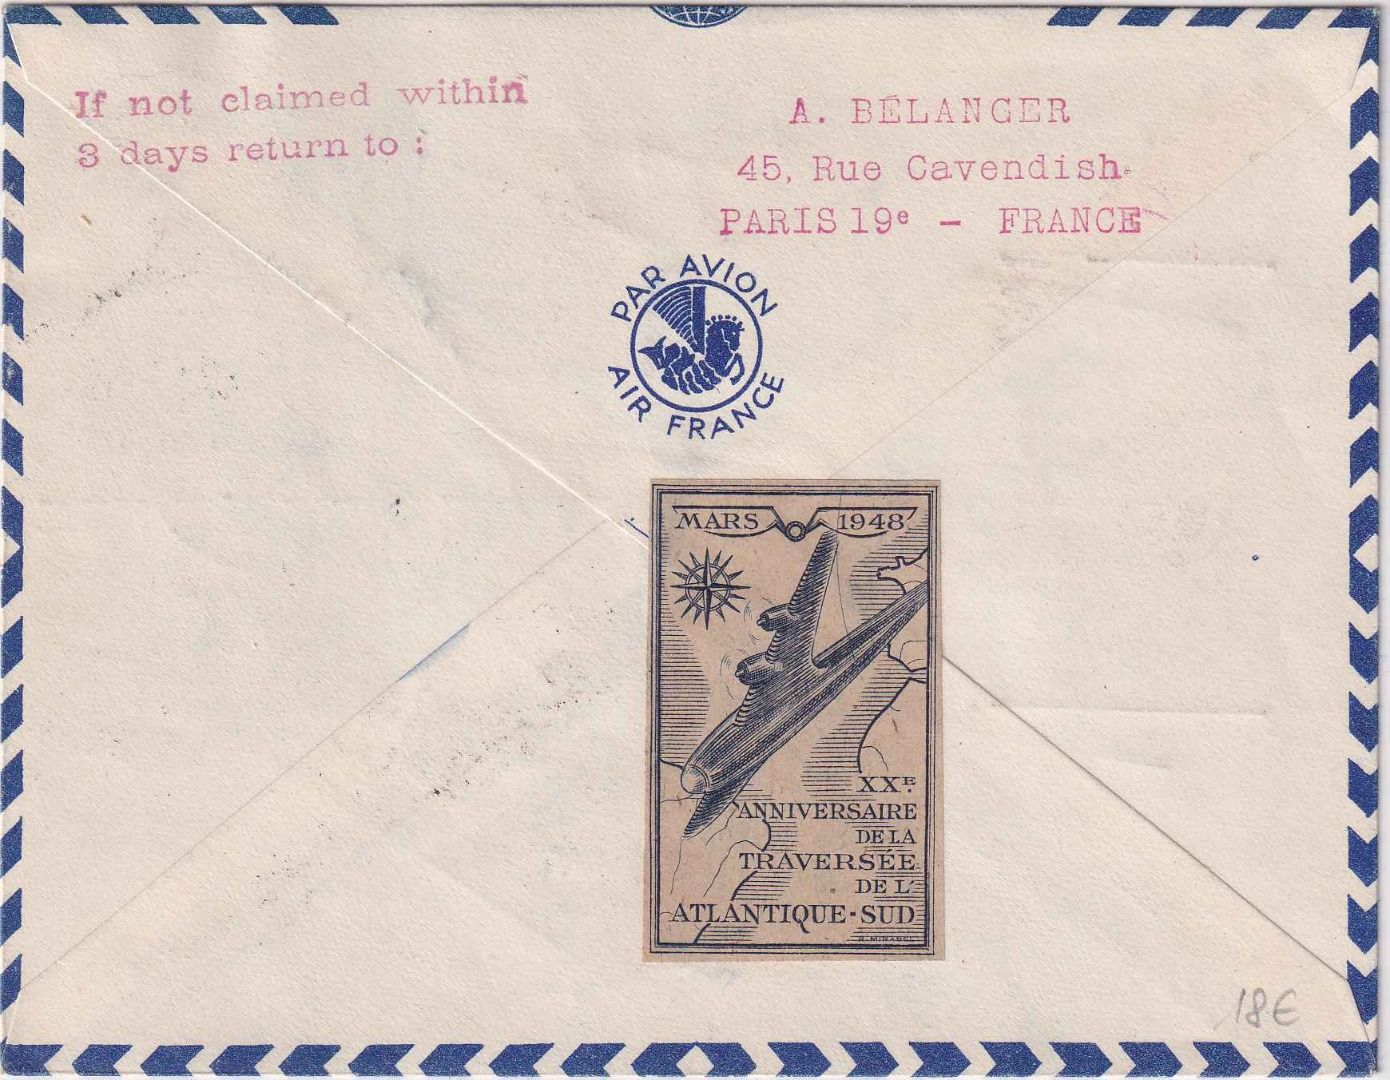 If not claimed within
3 days return to :
A. BÉLANGER
45, Rue Cavendish
PARIS 19e - FRANCE
PAR AVION
AIR FRANCE
MARS 1948
XXE
ANNIVERSAIRE
DE LA
TRAVERSÉE
DE L'
ATLANTIQUE-SUD
18€